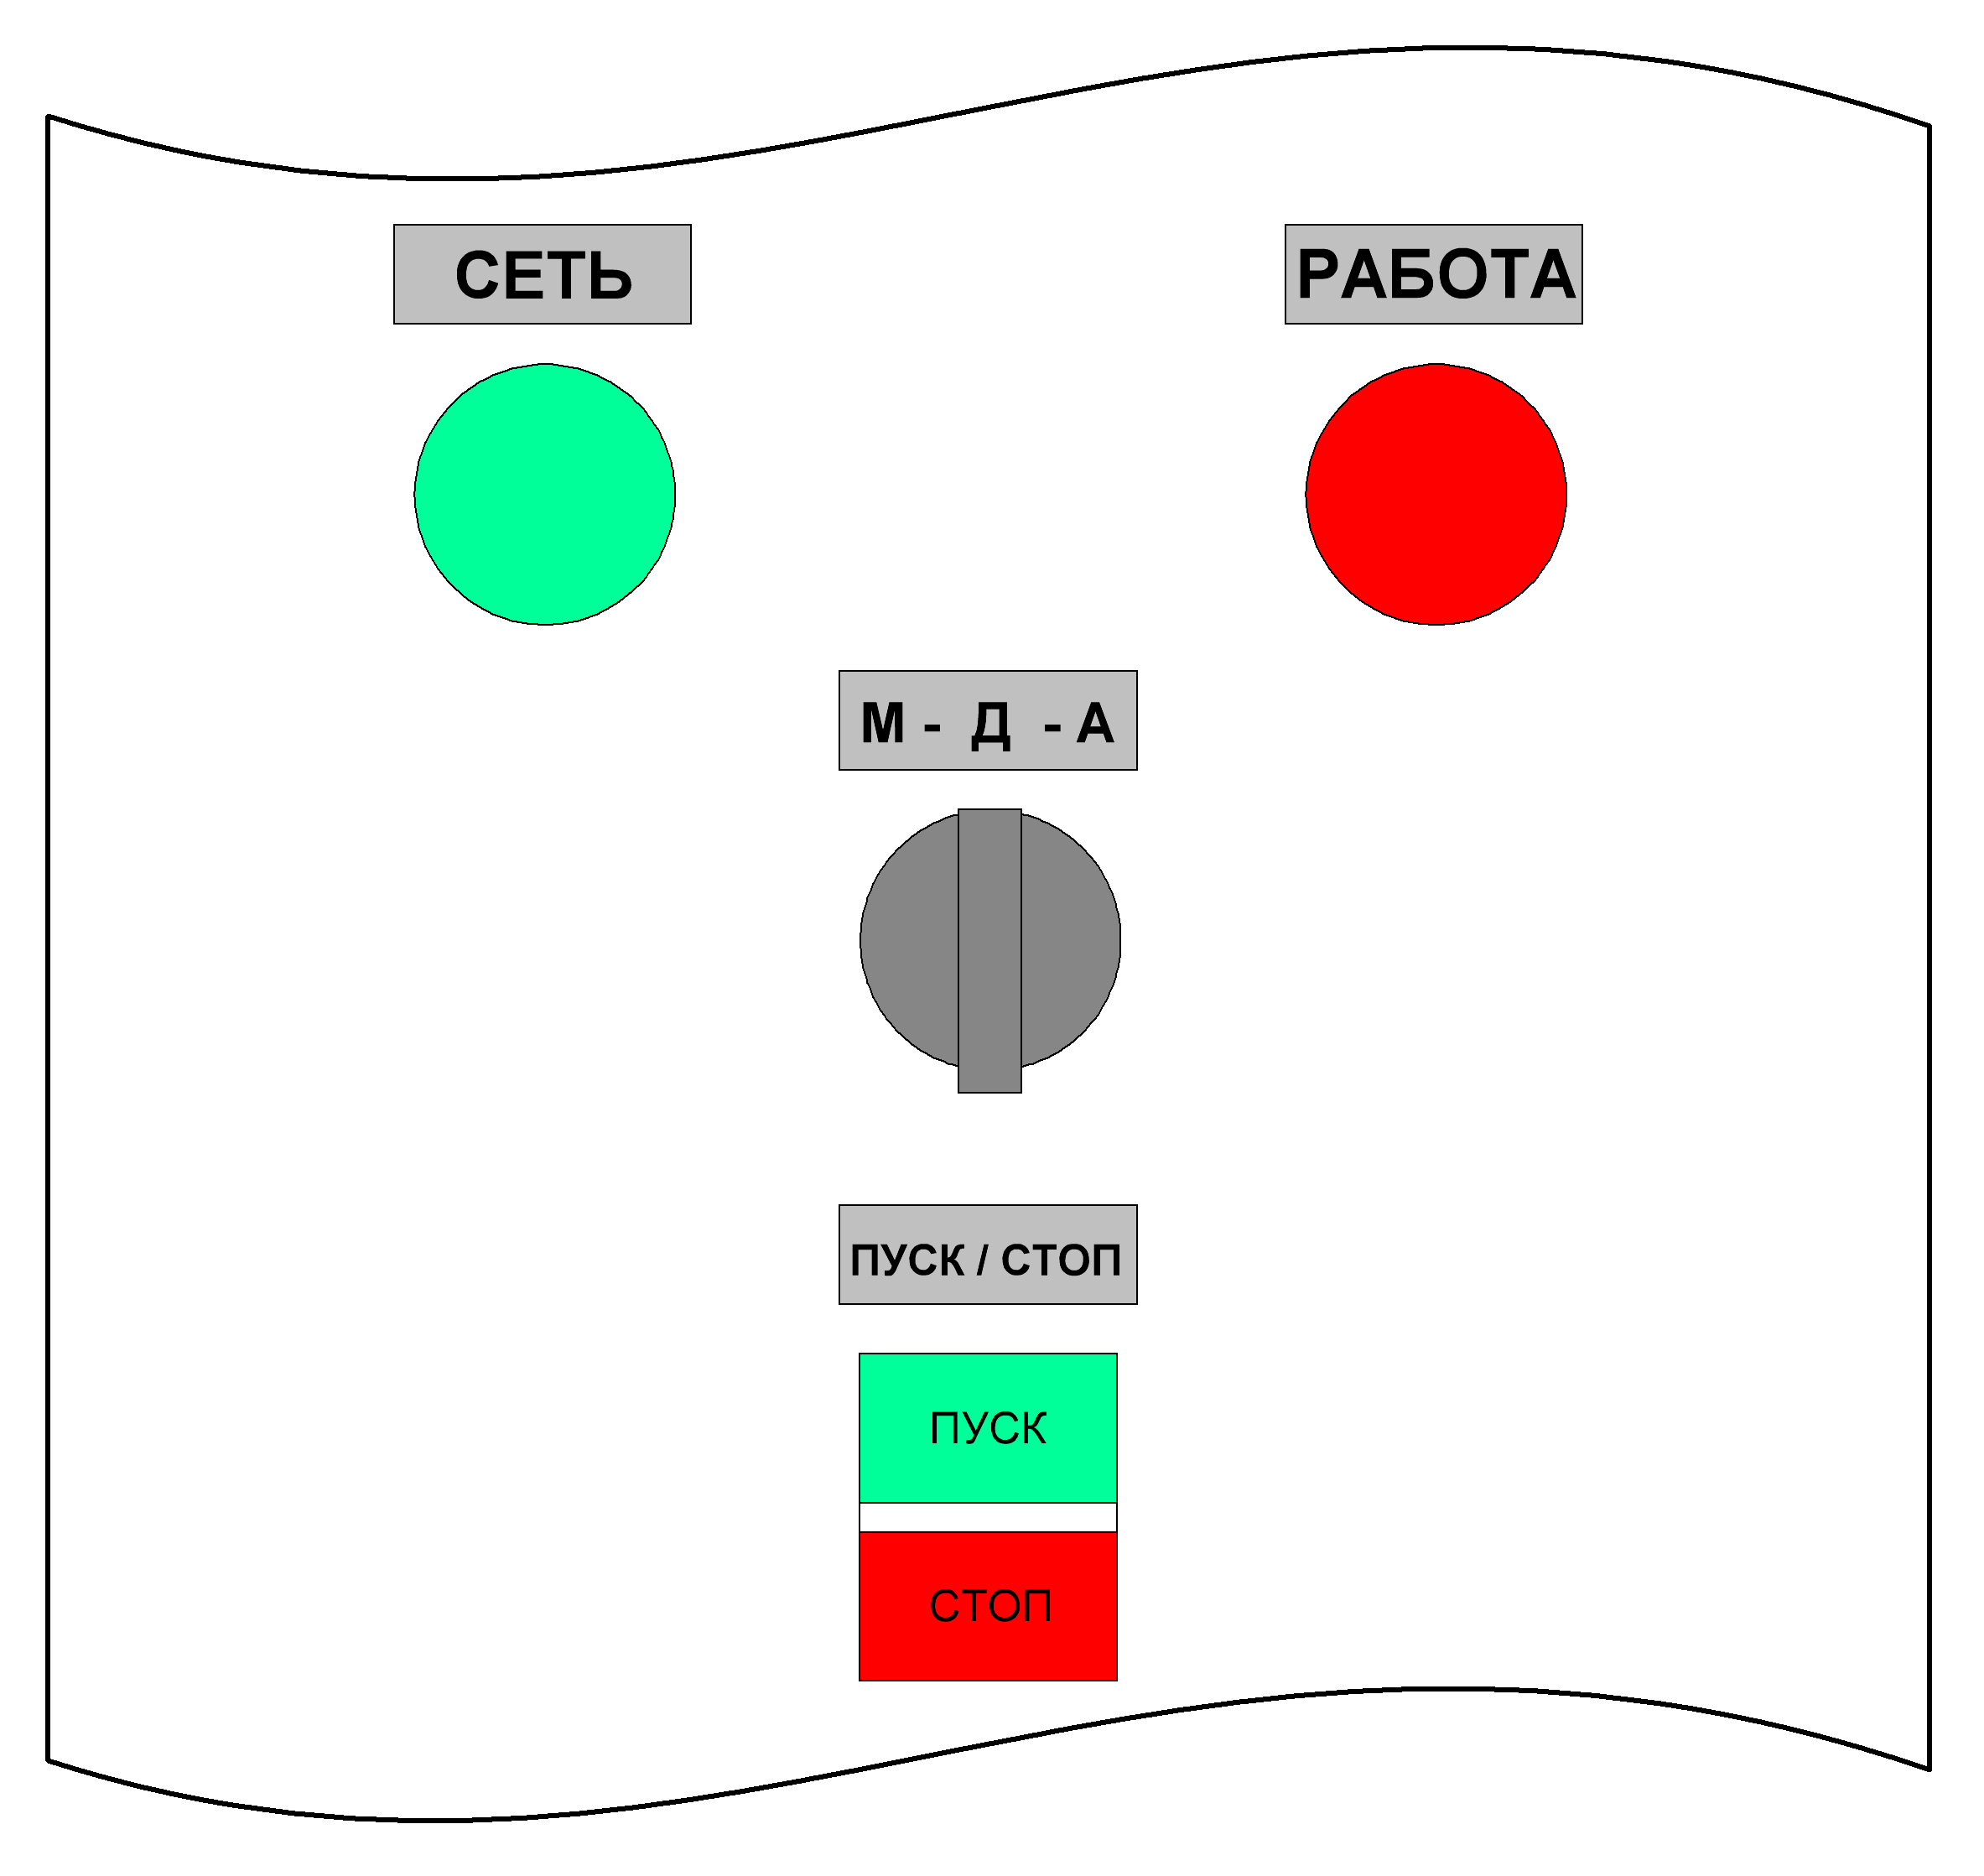 СЕТЬ
РАБОТА
М - Д - А
ПУСК / СТОП
ПУСК
СТОП